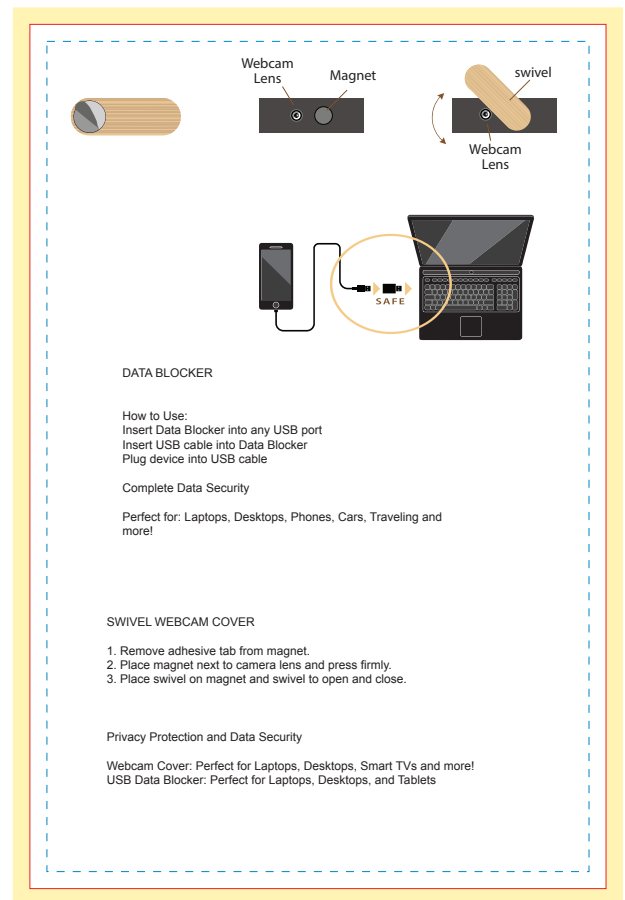 Webcam
Lens
Magnet
swivel
Webcam
Lens
SAFE
DATA BLOCKER
How to Use:
Insert Data Blocker into any USB port
Insert USB cable into Data Blocker
Plug device into USB cable
Complete Data Security
Perfect for: Laptops, Desktops, Phones, Cars, Traveling and
more!
SWIVEL WEBCAM COVER
1. Remove adhesive tab from magnet.
2. Place magnet next to camera lens and press firmly.
3. Place swivel on magnet and swivel to open and close.
Privacy Protection and Data Security
Webcam Cover: Perfect for Laptops, Desktops, Smart TVs and more!
USB Data Blocker: Perfect for Laptops, Desktops, and Tablets